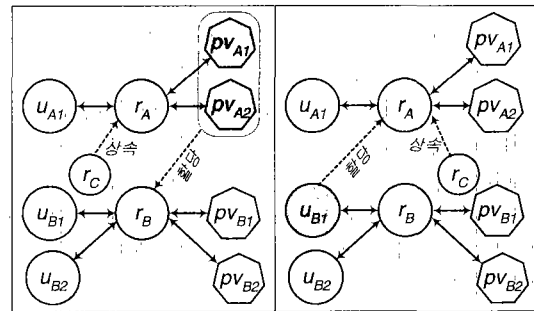 pv_A1
u_A1
r_A
pv_A2
상속
r_C
u_B1
r_B
pv_B1
u_B2
pv_B2
pv_A1
u_A1
r_A
pv_A2
상속
r_C
u_B1
r_B
pv_B1
u_B2
pv_B2